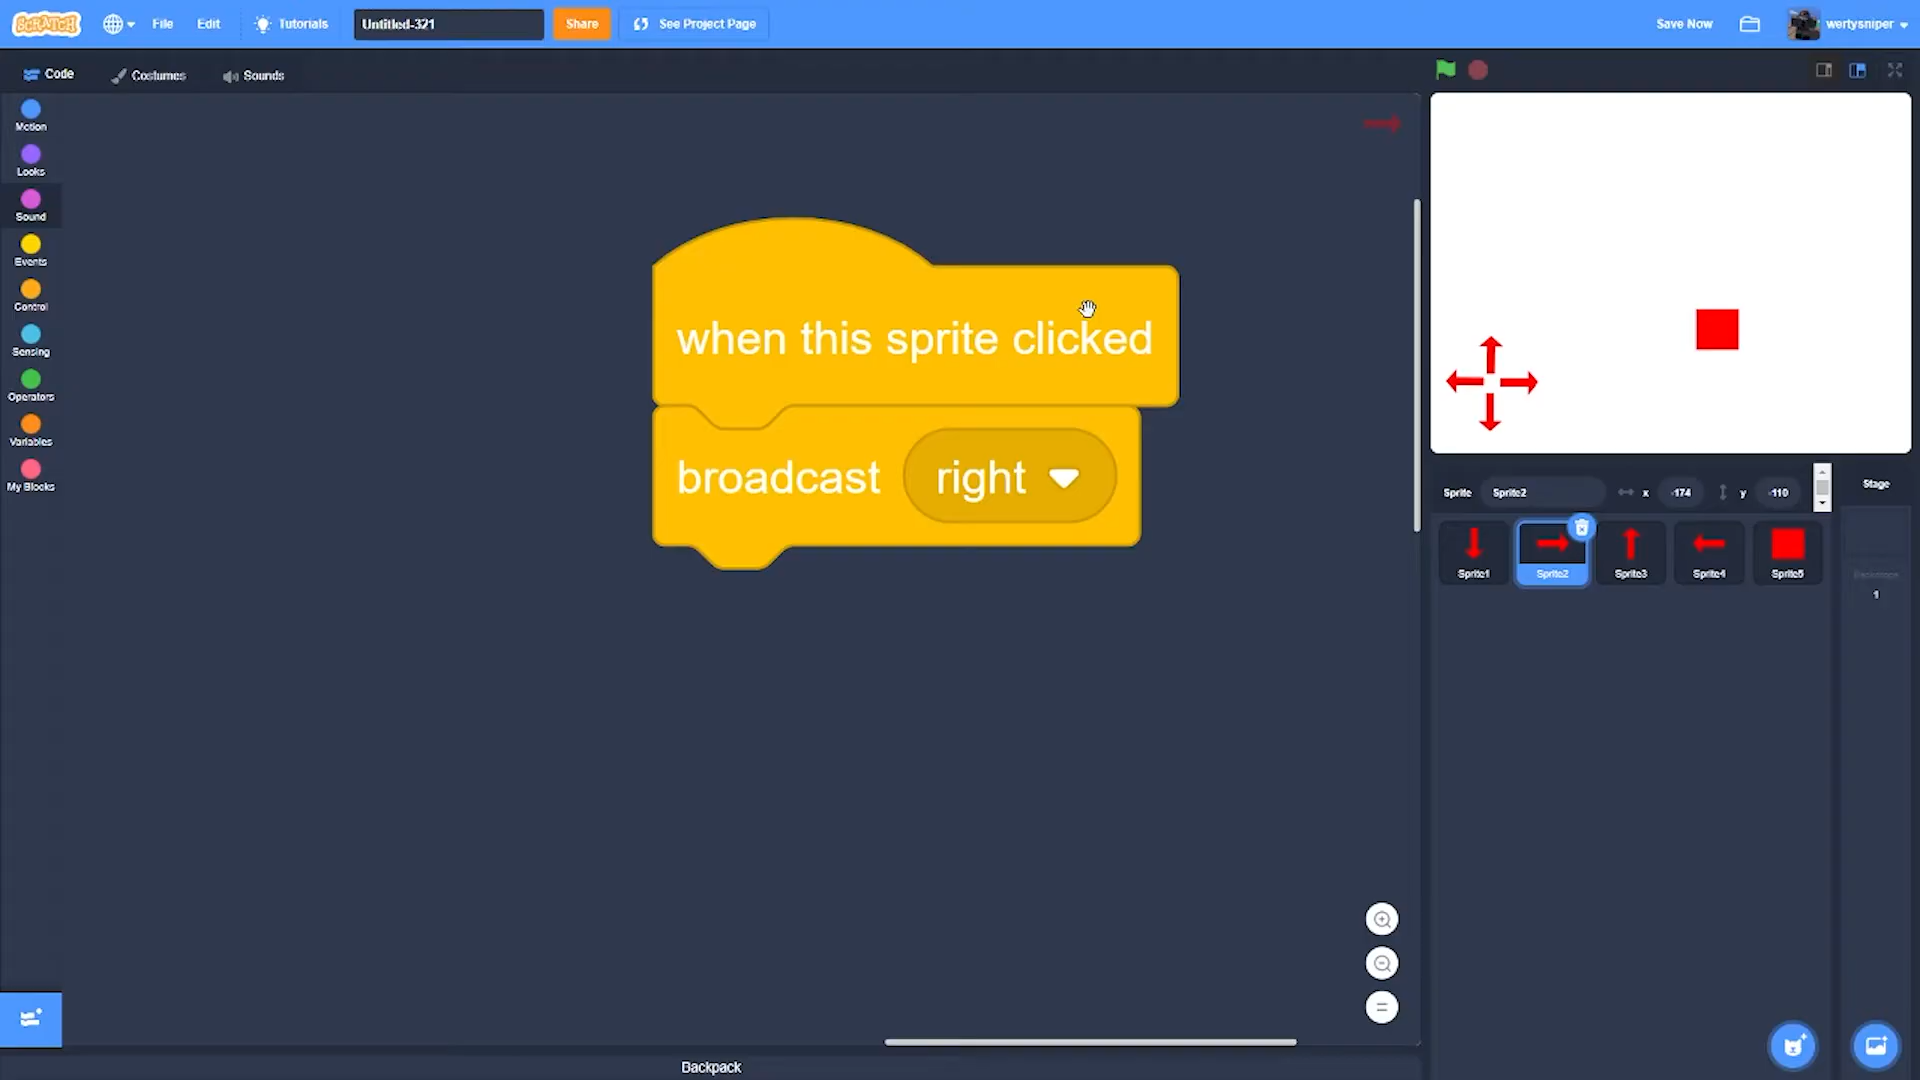 SCRATCH
File
Edit
Tutorials
Untitled-321
Share
See Project Page
Save Now
wertysniper
Code
Costumes
Sounds
Motion
Looks
Sound
Events
Control
Sensing
Operators
Variables
My Blocks
when this sprite clicked
broadcast right
Sprite
Sprite2
x
-174
y
-110
Stage
Sprite1
Sprite2
Sprite3
Sprite4
Sprite5
Backdrops
1
Backpack